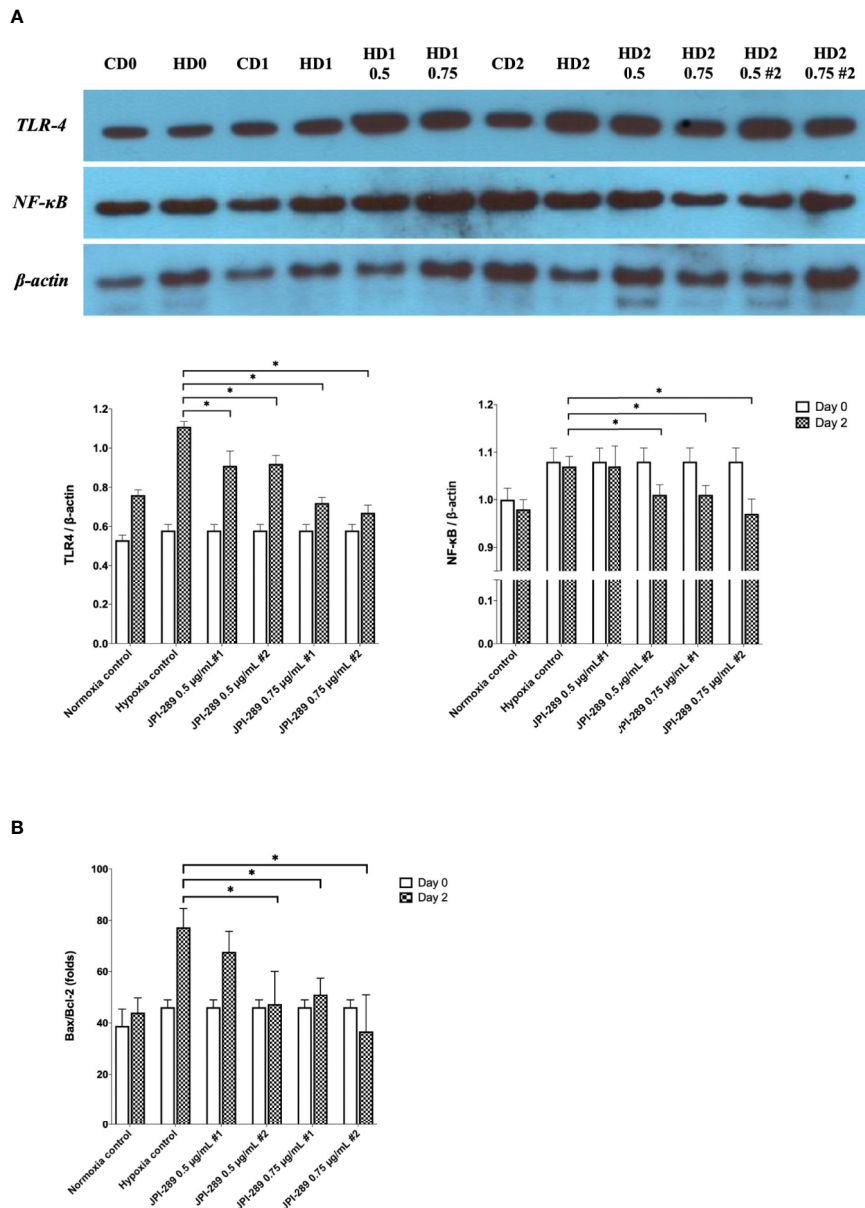 A
CD0 HD0 CD1 HD1 HD1 0.5 HD1 0.75 CD2 HD2 HD2 0.5 HD2 0.75 HD2 0.5 #2 HD2 0.75 #2
TLR-4
NF-κB
β-actin
* * * *
TLR4 / β-actin
1.2
1.0
0.8
0.6
0.4
0.2
0.0
Normoxia control
Hypoxia control
JPI-289 0.5 µg/mL#1
JPI-289 0.5 µg/mL #2
JPI-289 0.75 µg/mL #1
JPI-289 0.75 µg/mL #2
* * *
Day 0
Day 2
NF-κB / β-actin
1.2
1.1
1.0
0.9
0.1
0.0
Normoxia control
Hypoxia control
JPI-289 0.5 µg/mL#1
JPI-289 0.5 µg/mL #2
JPI-289 0.75 µg/mL #1
JPI-289 0.75 µg/mL #2
B
* * *
Day 0
Day 2
Bax/Bcl-2 (folds)
100
80
60
40
20
0
Normoxia control
Hypoxia control
JPI-289 0.5 µg/mL #1
JPI-289 0.5 µg/mL #2
JPI-289 0.75 µg/mL #1
JPI-289 0.75 µg/mL #2